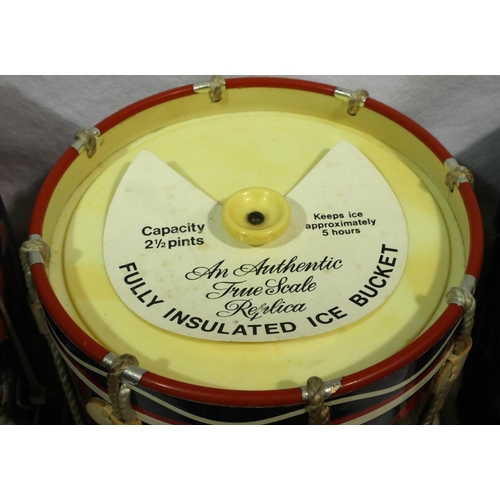 Capacity
2½ pints
Keeps ice
approximately
5 hours
An Authentic
True Scale
Replica
FULLY INSULATED ICE BUCKET